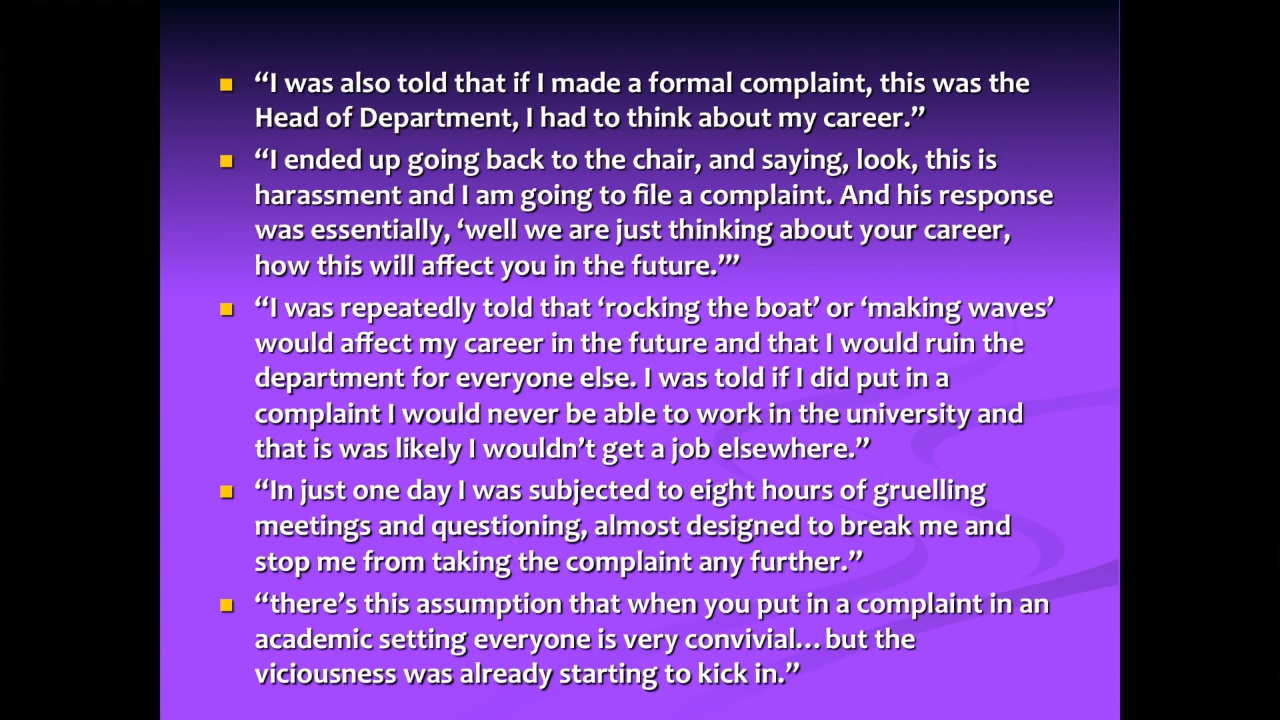 “I was also told that if I made a formal complaint, this was the
Head of Department, I had to think about my career.”
“I ended up going back to the chair, and saying, look, this is
harassment and I am going to file a complaint. And his response
was essentially, ‘well we are just thinking about your career,
how this will affect you in the future.’”
“I was repeatedly told that ‘rocking the boat’ or ‘making waves’
would affect my career in the future and that I would ruin the
department for everyone else. I was told if I did put in a
complaint I would never be able to work in the university and
that is was likely I wouldn’t get a job elsewhere.”
“In just one day I was subjected to eight hours of gruelling
meetings and questioning, almost designed to break me and
stop me from taking the complaint any further.”
“there’s this assumption that when you put in a complaint in an
academic setting everyone is very convivial…but the
viciousness was already starting to kick in.”